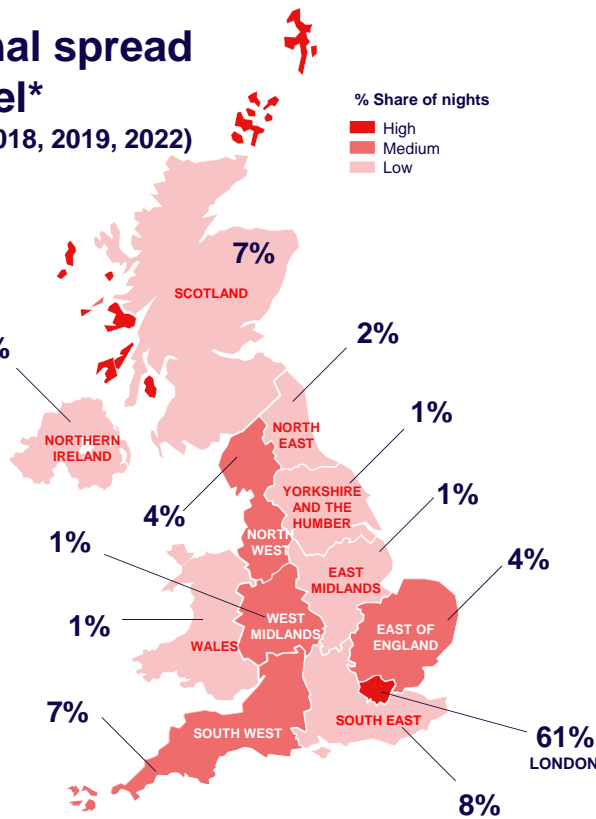 nal spread
el*
018, 2019, 2022)
% Share of nights
High
Medium
Low
7%
SCOTLAND
%
2%
NORTHERN
IRELAND
NORTH
EAST
1%
YORKSHIRE
AND THE
HUMBER
1%
4%
NORTH
WEST
1%
EAST
MIDLANDS
4%
1%
WALES
WEST
MIDLANDS
EAST OF
ENGLAND
7%
SOUTH WEST
SOUTH EAST
61%
LONDON
8%